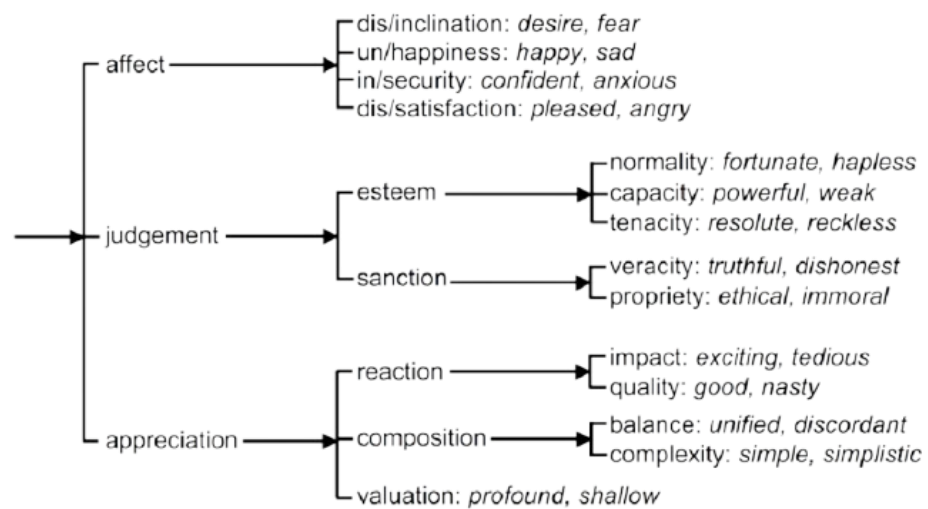 affect
dis/inclination: desire, fear
un/happiness: happy, sad
in/security: confident, anxious
dis/satisfaction: pleased, angry
judgement
esteem
normality: fortunate, hapless
capacity: powerful, weak
tenacity: resolute, reckless
sanction
veracity: truthful, dishonest
propriety: ethical, immoral
appreciation
reaction
impact: exciting, tedious
quality: good, nasty
composition
balance: unified, discordant
complexity: simple, simplistic
valuation: profound, shallow